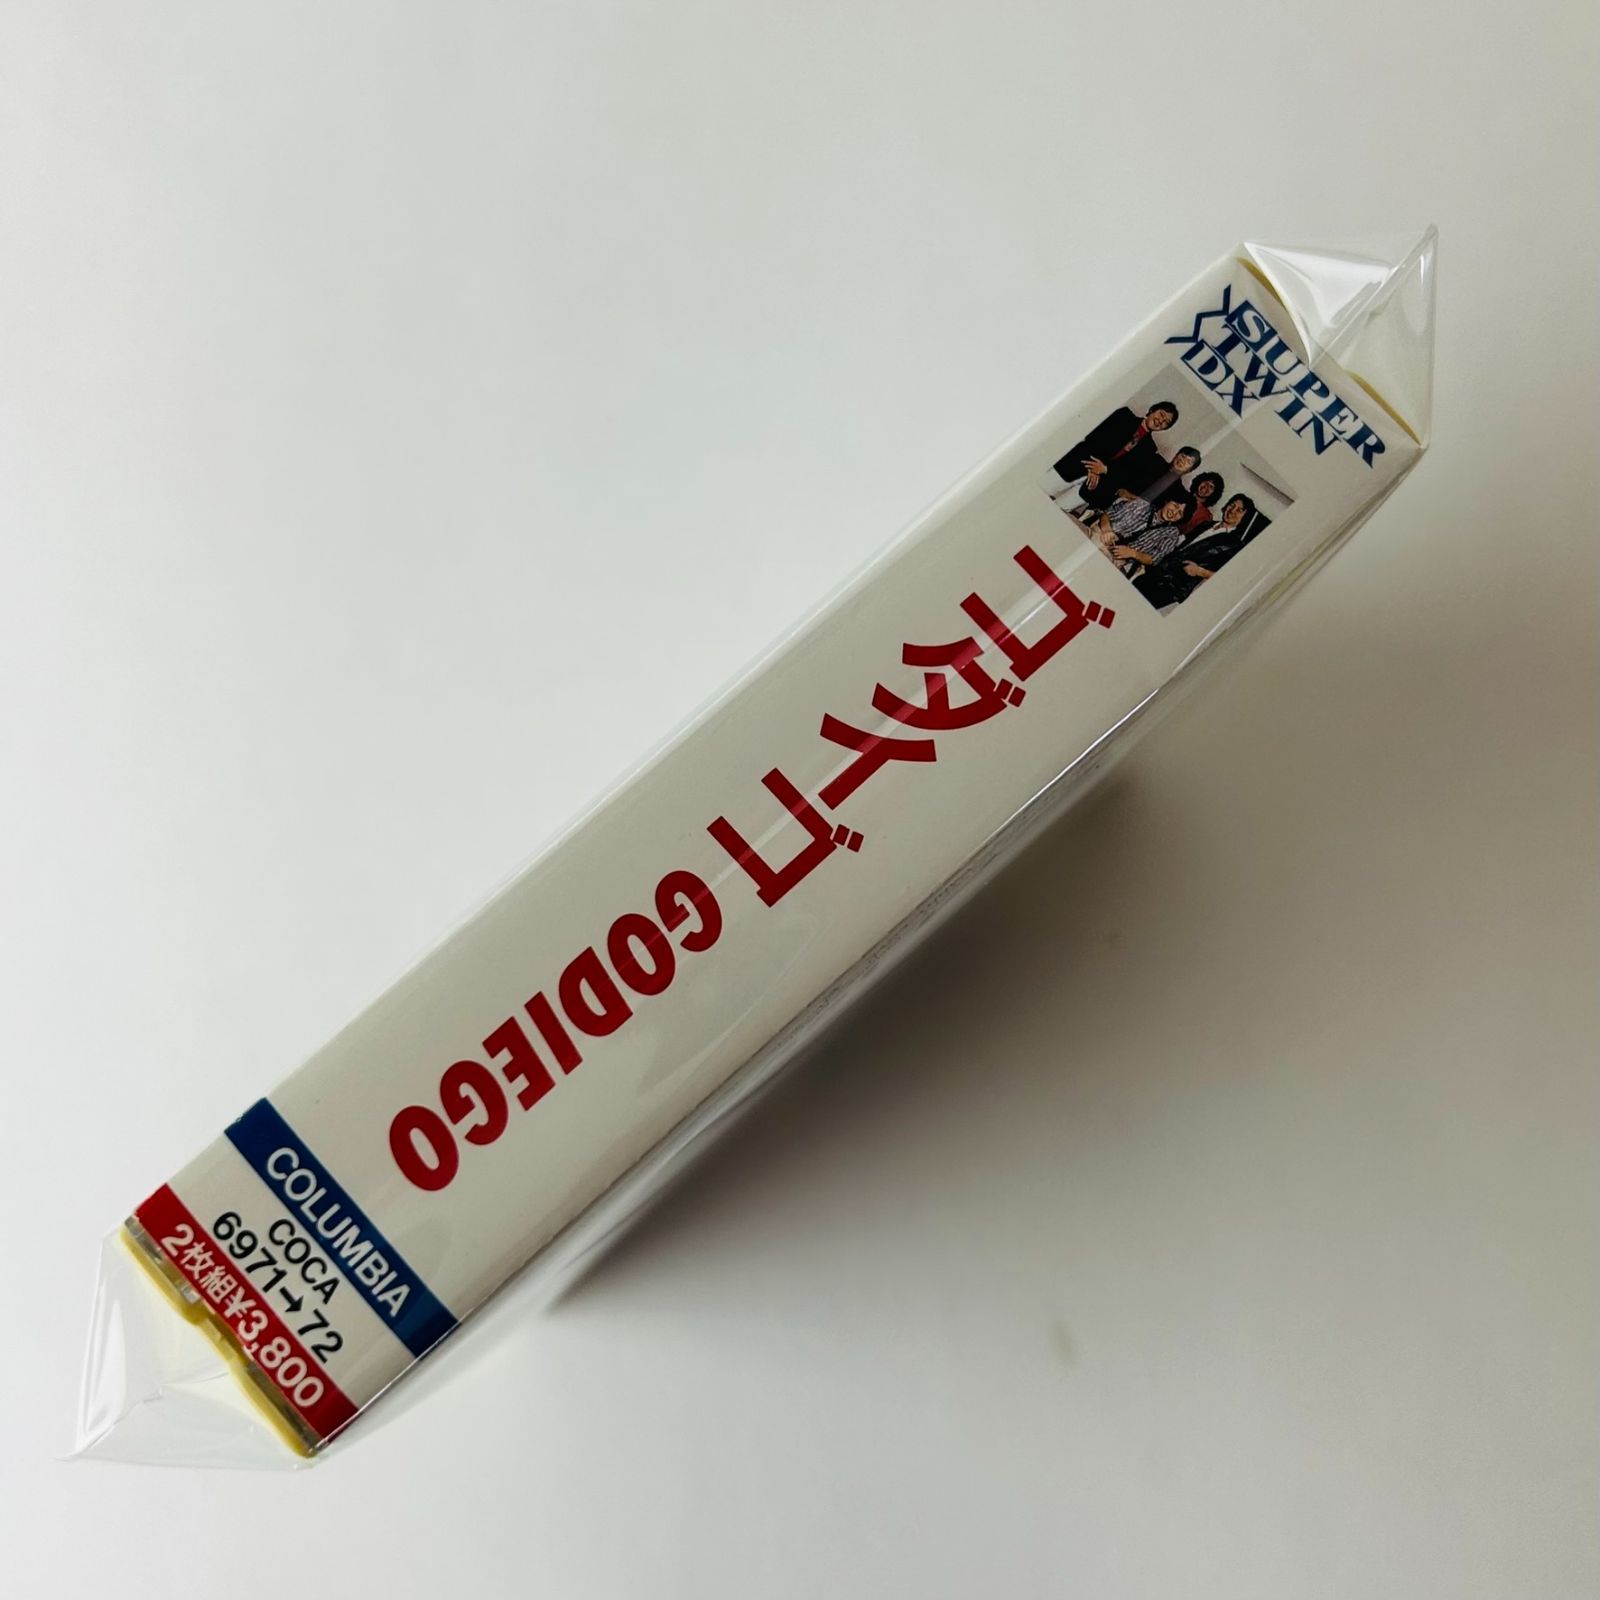 SUPER
TWIN
DX
ゴダイゴ GODIEGO
COLUMBIA
COCA
6971→72
2枚組¥3,800